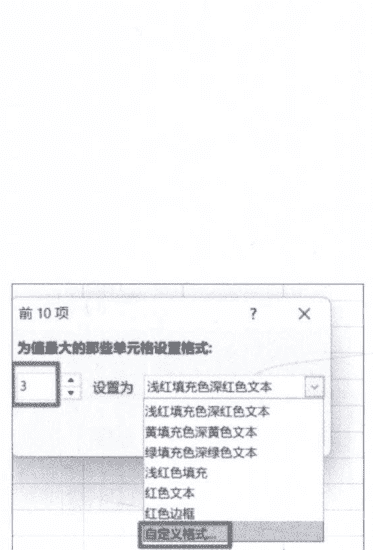 前 10 项 ? ×
为值最大的那些单元格设置格式:
3 设置为 浅红填充色深红色文本
浅红填充色深红色文本
黄填充色深黄色文本
绿填充色深绿色文本
浅红色填充
红色文本
红色边框
自定义格式...